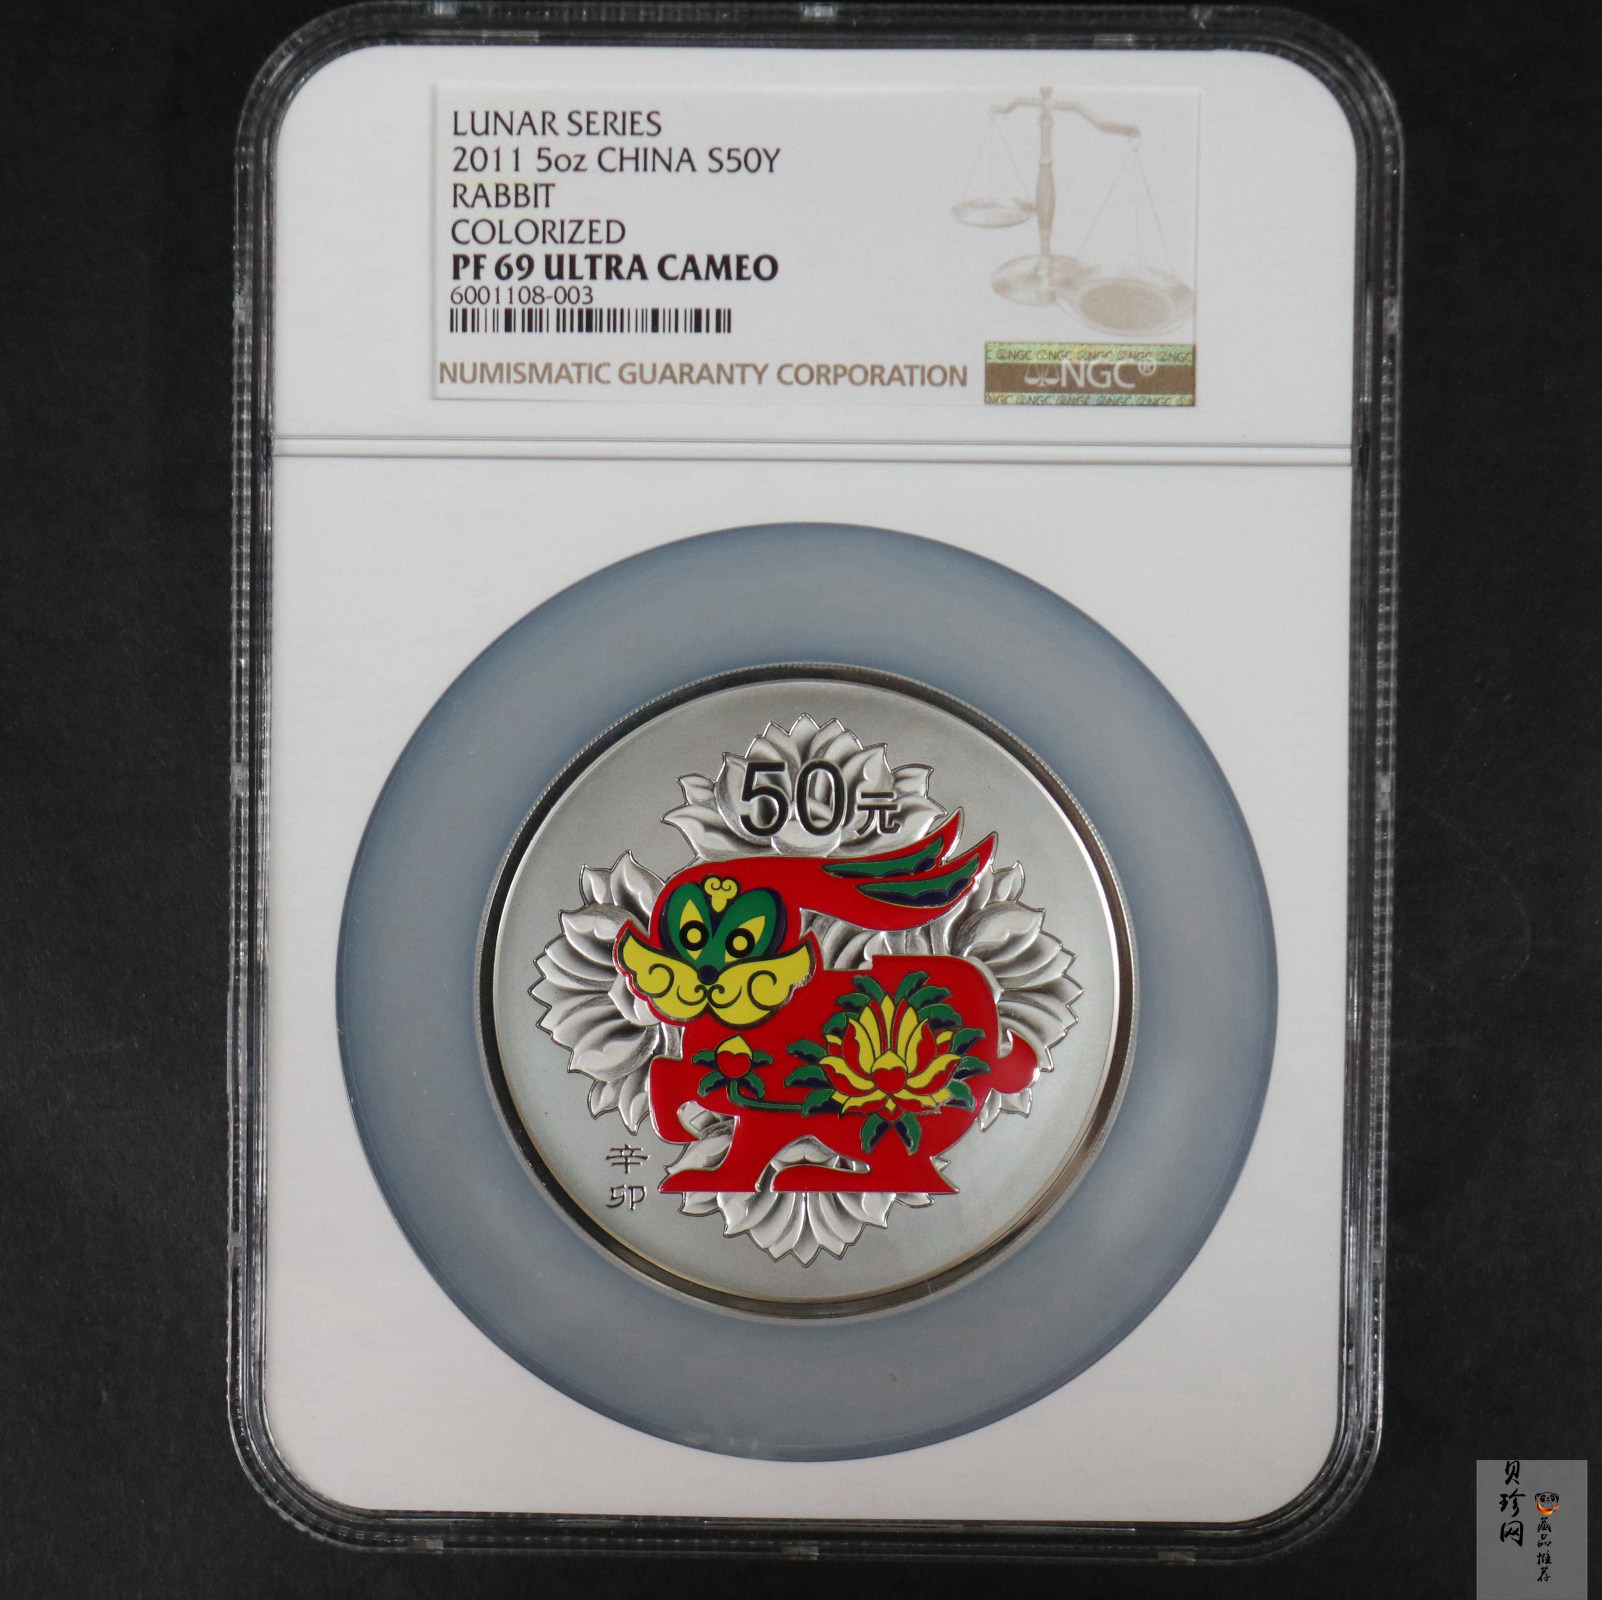 LUNAR SERIES
2011 5oz CHINA S50Y
RABBIT
COLORIZED
PF 69 ULTRA CAMEO
6001108-003
NUMISMATIC GUARANTY CORPORATION
NGC®
50元
辛
卯
贝珍网
藏品推荐